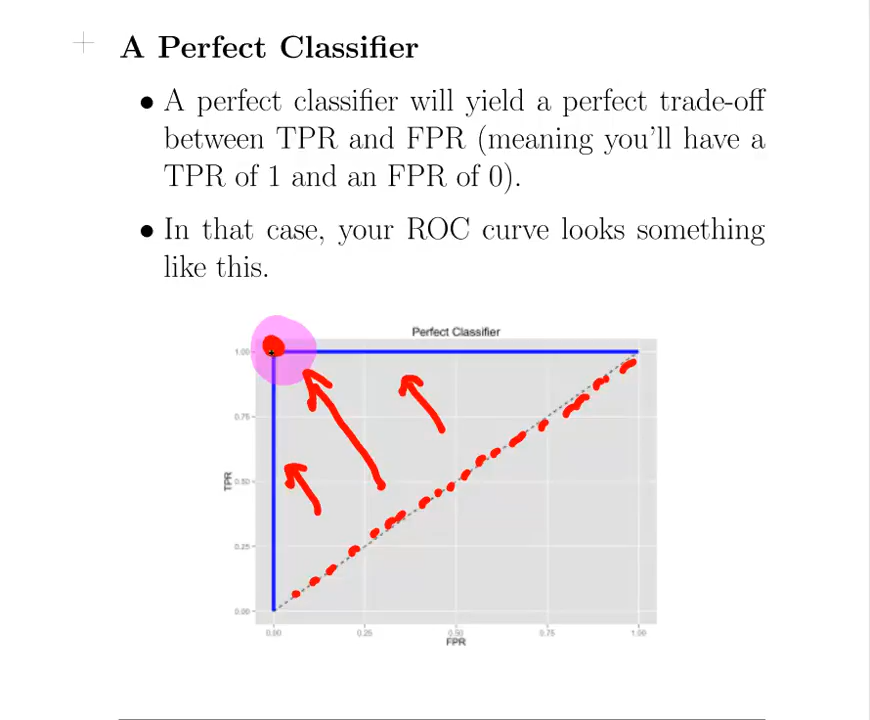 A Perfect Classifier
• A perfect classifier will yield a perfect trade-off
between TPR and FPR (meaning you'll have a
TPR of 1 and an FPR of 0).
• In that case, your ROC curve looks something
like this.
Perfect Classifier
1.00
0.75
TPR
0.50
0.25
0.00
0.00 0.25 0.50 0.75 1.00
FPR